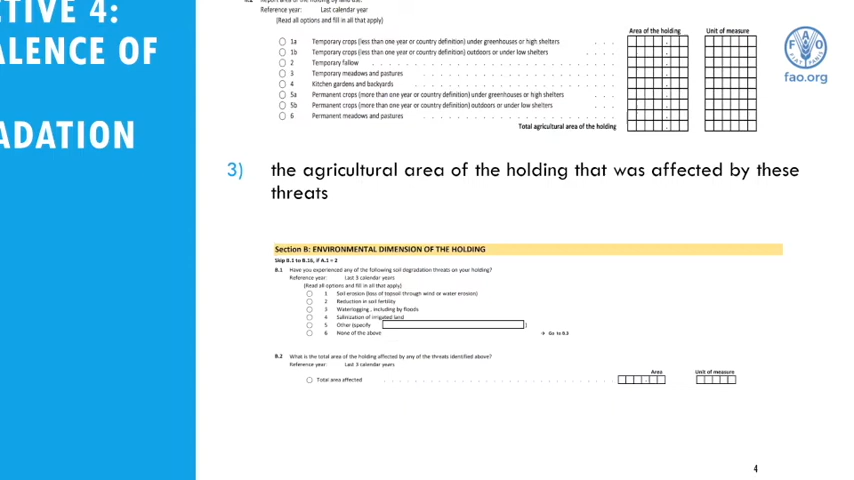 CTIVE 4:
ALENCE OF
ADATION
Report area of the holding by land use:
Reference year: Last calendar year
(Read all options and fill in all that apply)
Area of the holding Unit of measure
1a Temporary crops (less than one year or country definition) under greenhouses or high shelters
1b Temporary crops (less than one year or country definition) outdoors or under low shelters
2 Temporary fallow
3 Temporary meadows and pastures
4 Kitchen gardens and backyards
5a Permanent crops (more than one year or country definition) under greenhouses or high shelters
5b Permanent crops (more than one year or country definition) outdoors or under low shelters
6 Permanent meadows and pastures
Total agricultural area of the holding
FAO
FIAT PANIS
fao.org
3) the agricultural area of the holding that was affected by these
threats
Section B: ENVIRONMENTAL DIMENSION OF THE HOLDING
Skip B.1 to B.16, if A.1 = 2
B.1 Have you experienced any of the following soil degradation threats on your holding?
Reference year: Last 3 calendar years
(Read all options and fill in all that apply)
1 Soil erosion (loss of topsoil through wind or water erosion)
2 Reduction in soil fertility
3 Waterlogging , including by floods
4 Salinization of irrigated land
5 Other (specify ]
6 None of the above → Go to B.3
B.2 What is the total area of the holding affected by any of the threats identified above?
Reference year: Last 3 calendar years
Area Unit of measure
Total area affected
4